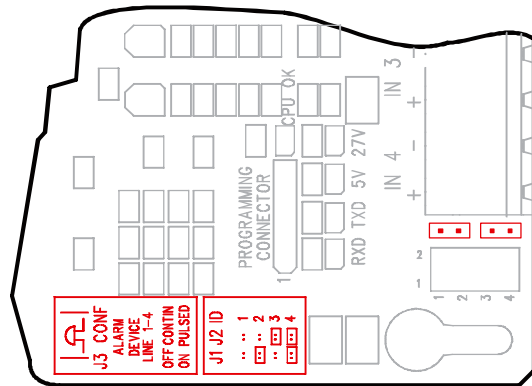 IN 3
+
-
IN 4
+
CPU OK
27V
5V
TXD
RXD
PROGRAMMING
CONNECTOR
1
2
1
1 2 3 4
J3 CONF
ALARM
DEVICE
LINE 1-4
OFF CONTIN
ON PULSED
J1 J2 ID
1
2
3
4